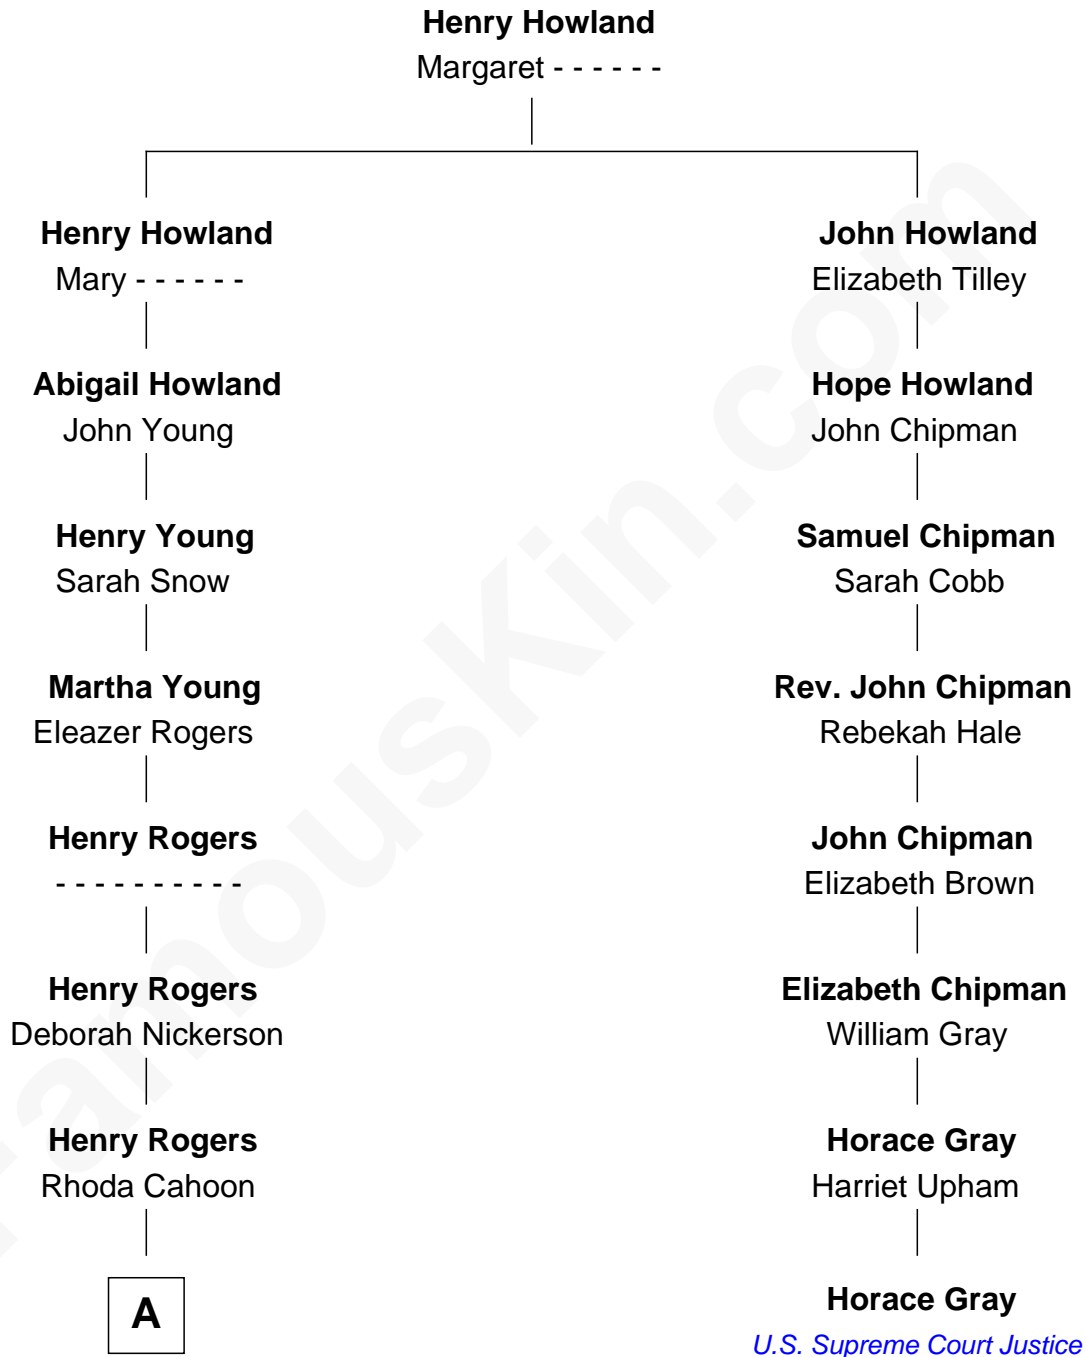 Henry Howland
Margaret - - - - - -
Henry Howland
Mary - - - - - -
John Howland
Elizabeth Tilley
Abigail Howland
John Young
Hope Howland
John Chipman
Henry Young
Sarah Snow
Samuel Chipman
Sarah Cobb
Martha Young
Eleazer Rogers
Rev. John Chipman
Rebekah Hale
Henry Rogers
- - - - - - - - - -
John Chipman
Elizabeth Brown
Henry Rogers
Deborah Nickerson
Elizabeth Chipman
William Gray
Henry Rogers
Rhoda Cahoon
Horace Gray
Harriet Upham
A
Horace Gray
U.S. Supreme Court Justice
FamousKin.com